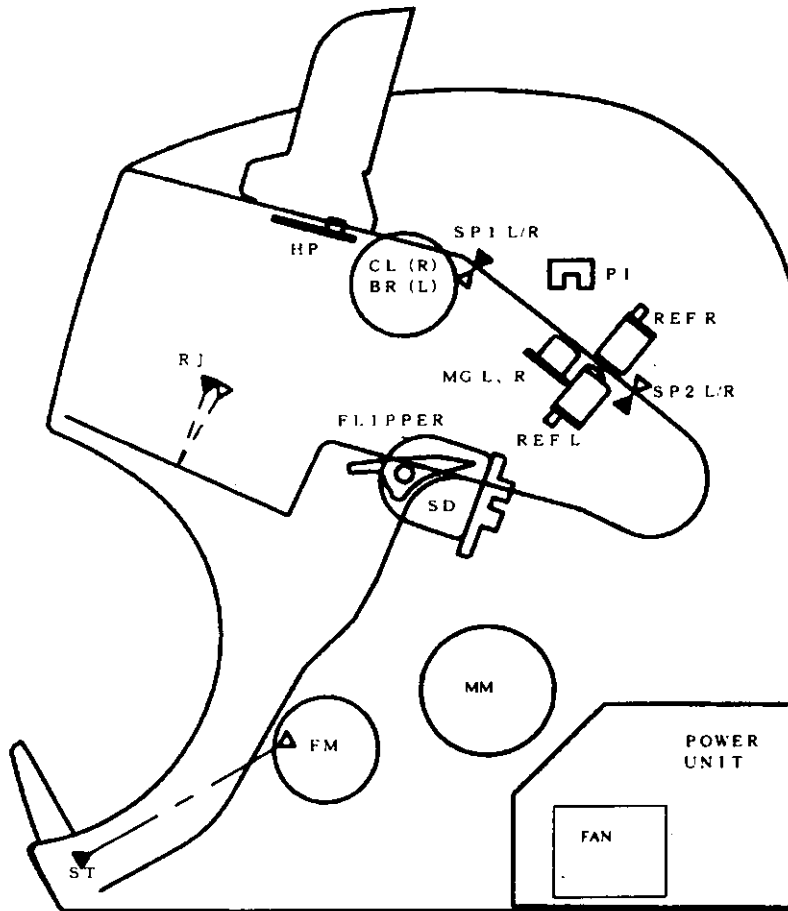 SP1 L/R
HP
CL (R)
BR (L)
PI
REF R
RJ
MG L, R
SP2 L/R
FLIPPER
REF L
SD
MM
FM
POWER
UNIT
FAN
ST